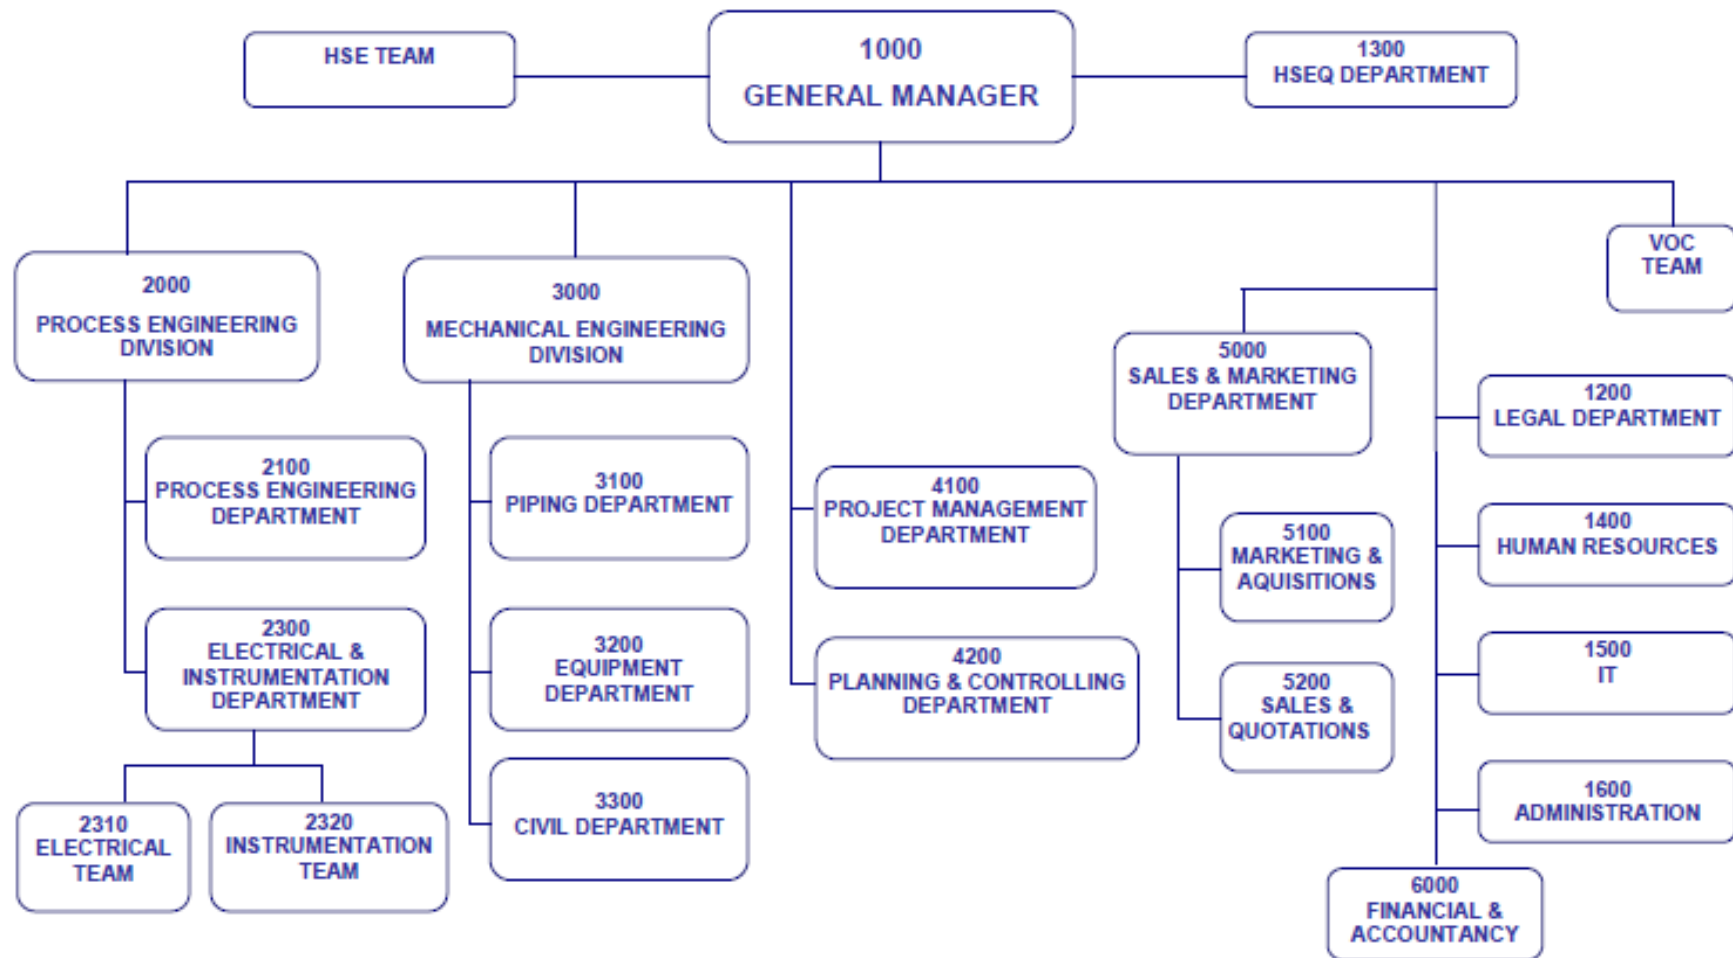 HSE TEAM
1000
GENERAL MANAGER
1300
HSEQ DEPARTMENT
VOC
TEAM
2000
PROCESS ENGINEERING
DIVISION
3000
MECHANICAL ENGINEERING
DIVISION
5000
SALES & MARKETING
DEPARTMENT
1200
LEGAL DEPARTMENT
2100
PROCESS ENGINEERING
DEPARTMENT
3100
PIPING DEPARTMENT
4100
PROJECT MANAGEMENT
DEPARTMENT
5100
MARKETING &
AQUISITIONS
1400
HUMAN RESOURCES
2300
ELECTRICAL &
INSTRUMENTATION
DEPARTMENT
3200
EQUIPMENT
DEPARTMENT
4200
PLANNING & CONTROLLING
DEPARTMENT
5200
SALES &
QUOTATIONS
1500
IT
2310
ELECTRICAL
TEAM
2320
INSTRUMENTATION
TEAM
3300
CIVIL DEPARTMENT
1600
ADMINISTRATION
6000
FINANCIAL &
ACCOUNTANCY